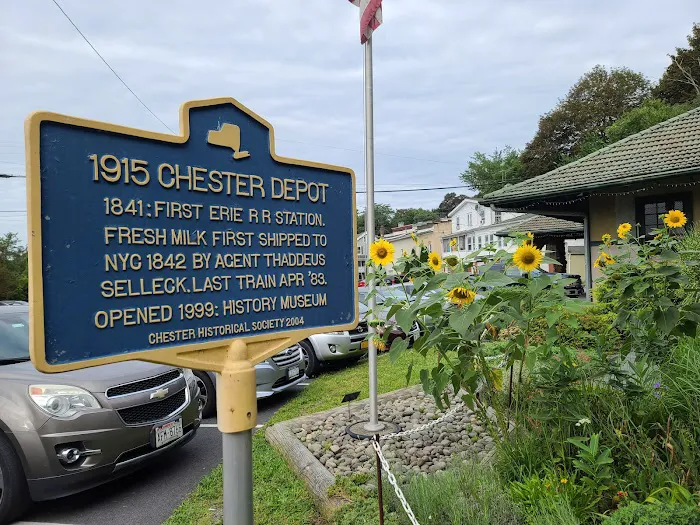 1915 CHESTER DEPOT
1841: FIRST ERIE R R STATION.
FRESH MILK FIRST SHIPPED TO
NYC 1842 BY AGENT THADDEUS
SELLECK. LAST TRAIN APR '83.
OPENED 1999: HISTORY MUSEUM
CHESTER HISTORICAL SOCIETY 2004